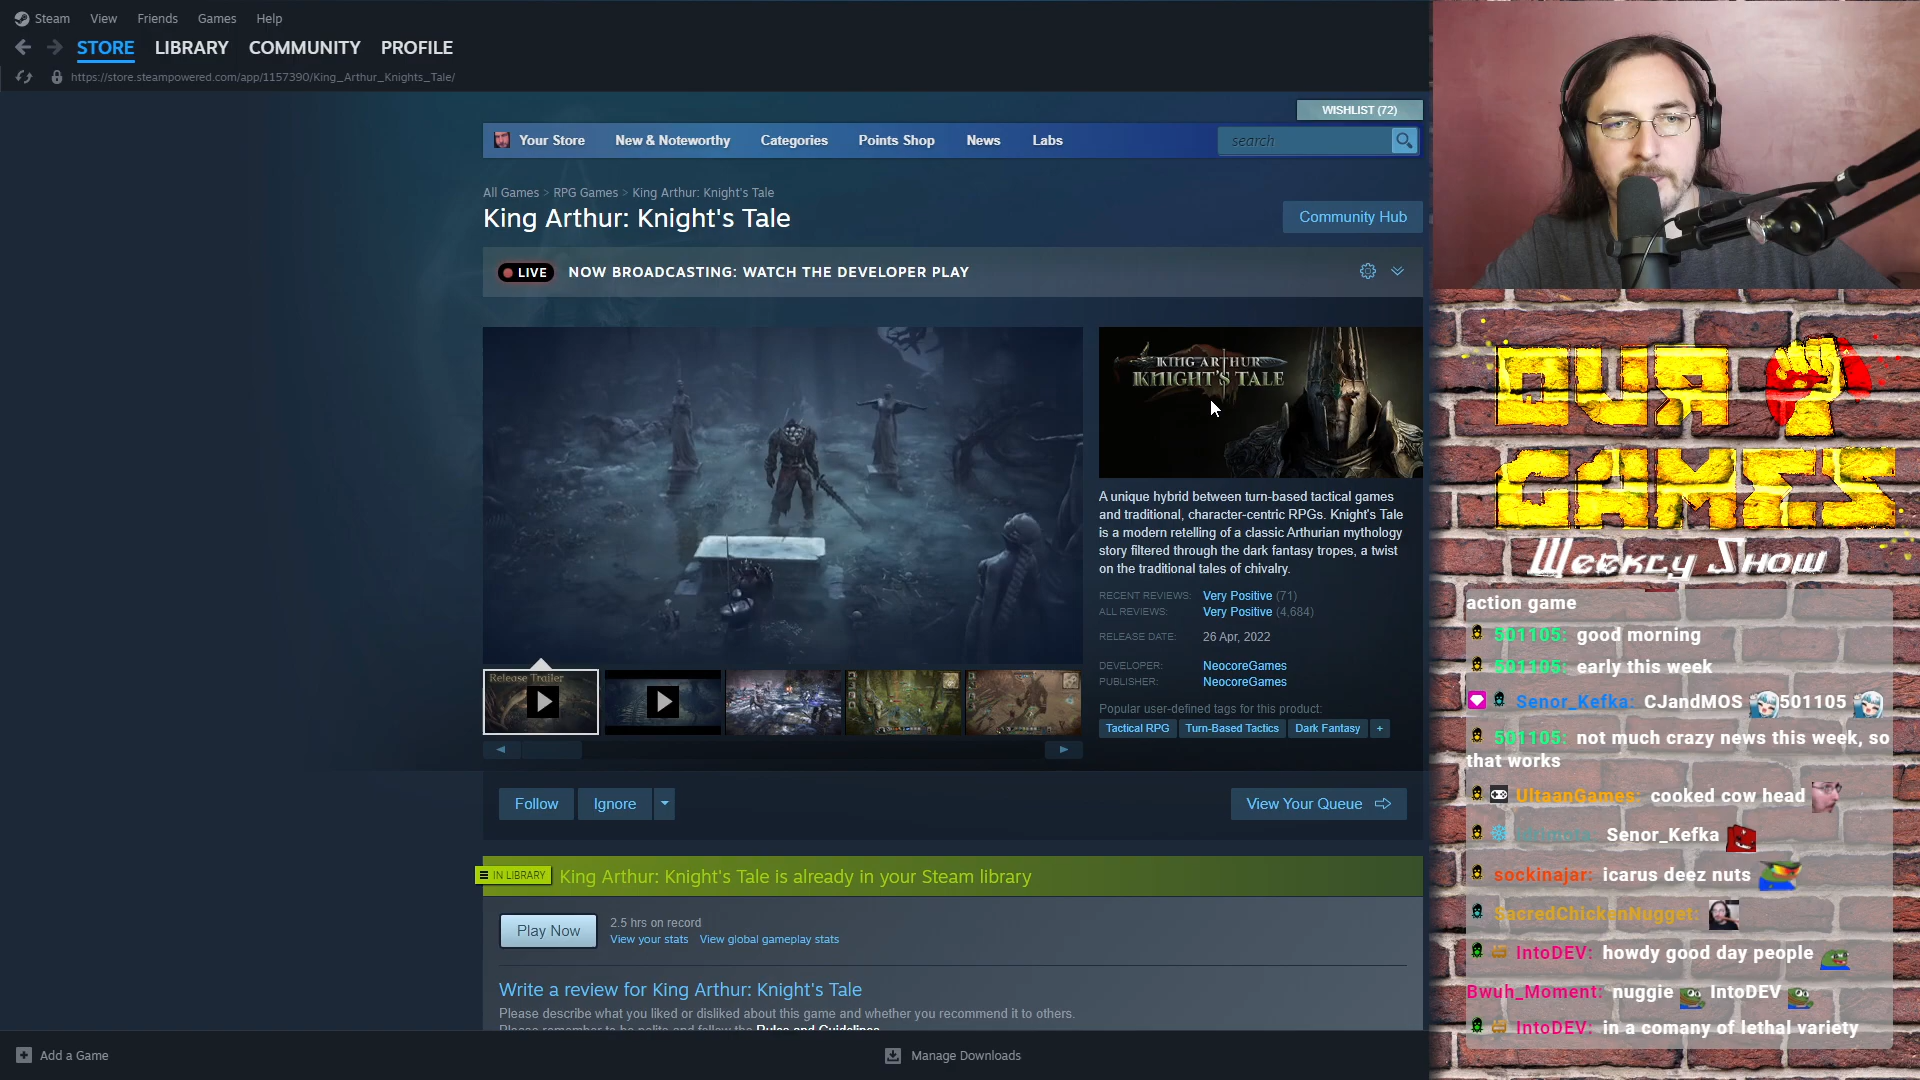 Steam View Friends Games Help
STORE LIBRARY COMMUNITY PROFILE
https://store.steampowered.com/app/1157390/King_Arthur_Knights_Tale/
WISHLIST (72)
Your Store New & Noteworthy Categories Points Shop News Labs search
All Games > RPG Games > King Arthur: Knight's Tale
King Arthur: Knight's Tale
Community Hub
LIVE NOW BROADCASTING: WATCH THE DEVELOPER PLAY
KING ARTHUR
KNIGHT'S TALE
A unique hybrid between turn-based tactical games
and traditional, character-centric RPGs. Knight's Tale
is a modern retelling of a classic Arthurian mythology
story filtered through the dark fantasy tropes, a twist
on the traditional tales of chivalry.
RECENT REVIEWS: Very Positive (71)
ALL REVIEWS: Very Positive (4,684)
RELEASE DATE: 26 Apr, 2022
DEVELOPER: NeocoreGames
PUBLISHER: NeocoreGames
Popular user-defined tags for this product:
Tactical RPG Turn-Based Tactics Dark Fantasy +
Release Trailer
Follow Ignore View Your Queue
IN LIBRARY King Arthur: Knight's Tale is already in your Steam library
Play Now
2.5 hrs on record
View your stats View global gameplay stats
Write a review for King Arthur: Knight's Tale
Please describe what you liked or disliked about this game and whether you recommend it to others.
Please remember to be polite and follow the Rules and Guidelines
Add a Game Manage Downloads
OUR
GAMES
Weekly Show
action game
501105: good morning
501105: early this week
Senor_Kefka: CJandMOS 501105
501105: not much crazy news this week, so
that works
UltaanGames: cooked cow head
Senor_Kefka
sockinajar: icarus deez nuts
SacredChickenNugget:
IntoDEV: howdy good day people
Bwuh_Moment: nuggie IntoDEV
IntoDEV: in a comany of lethal variety